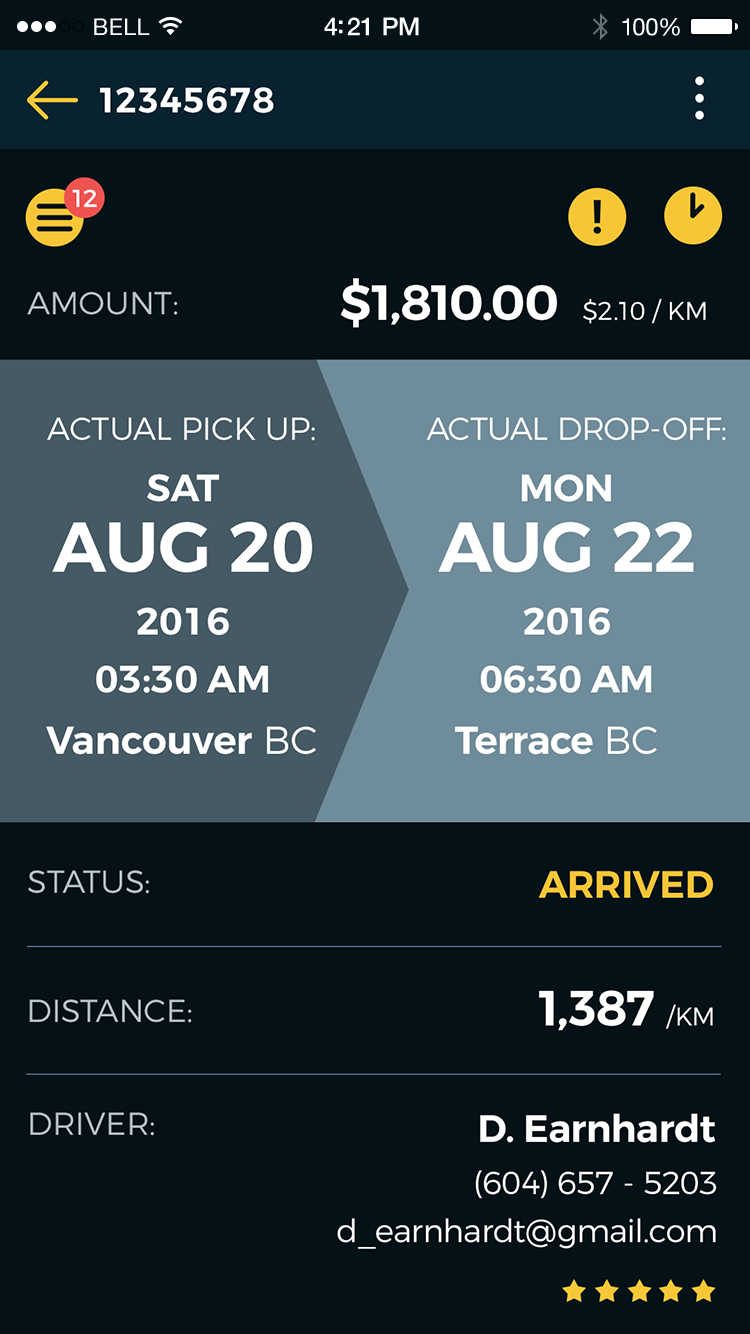 BELL 4:21 PM 100%
12345678
12
!
AMOUNT: $1,810.00 $2.10 / KM
ACTUAL PICK UP:
SAT
AUG 20
2016
03:30 AM
Vancouver BC
ACTUAL DROP-OFF:
MON
AUG 22
2016
06:30 AM
Terrace BC
STATUS: ARRIVED
DISTANCE: 1,387 /KM
DRIVER: D. Earnhardt
(604) 657 - 5203
d_earnhardt@gmail.com